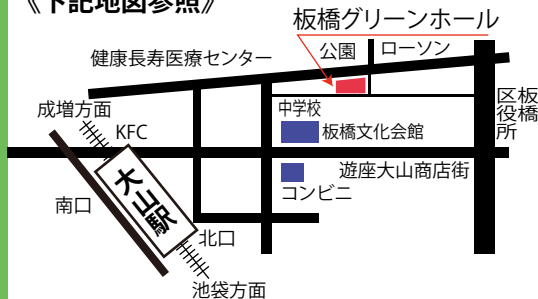 《下記地図参照》
板橋グリーンホール
公園
ローソン
健康長寿医療センター
板橋
区役所
成増方面
中学校
KFC
板橋文化会館
大山駅
遊座大山商店街
コンビニ
南口
北口
池袋方面